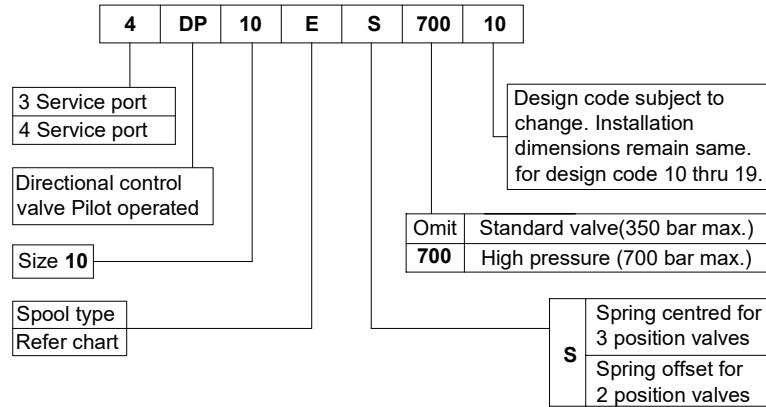 4 DP 10 E S 700 10
3 Service port
4 Service port
Design code subject to
change. Installation
dimensions remain same.
for design code 10 thru 19.
Directional control
valve Pilot operated
Omit Standard valve(350 bar max.)
700 High pressure (700 bar max.)
Size 10
Spool type
Refer chart
S
Spring centred for
3 position valves
Spring offset for
2 position valves